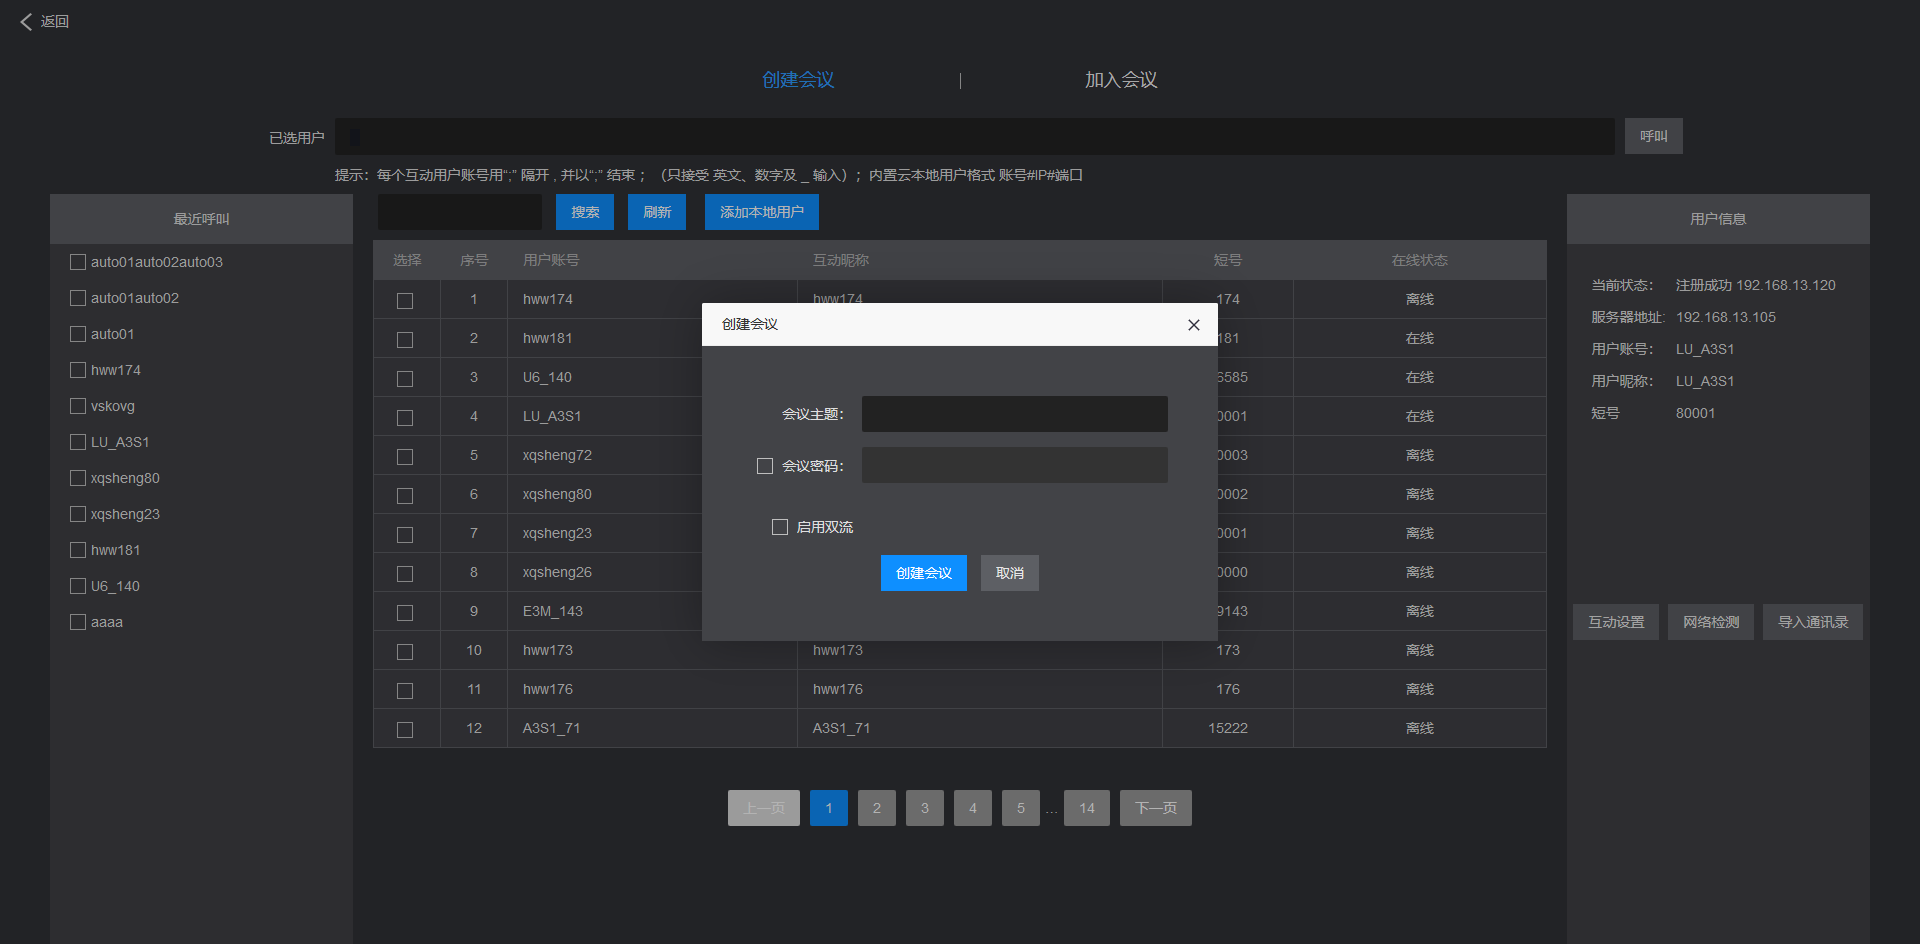 返回
创建会议 | 加入会议
已选用户 呼叫
提示：每个互动用户账号用“;” 隔开 , 并以“;” 结束； （只接受 英文、数字及 _ 输入）；内置云本地用户格式 账号#IP#端口
最近呼叫
auto01auto02auto03
auto01auto02
auto01
hww174
vskovg
LU_A3S1
xqsheng80
xqsheng23
hww181
U6_140
aaaa
搜索 刷新 添加本地用户
选择 序号 用户账号 互动昵称 短号 在线状态
1 hww174 hww174 174 离线
2 hww181 181 在线
3 U6_140 6585 在线
4 LU_A3S1 0001 在线
5 xqsheng72 0003 离线
6 xqsheng80 0002 离线
7 xqsheng23 0001 离线
8 xqsheng26 0000 离线
9 E3M_143 9143 离线
10 hww173 hww173 173 离线
11 hww176 hww176 176 离线
12 A3S1_71 A3S1_71 15222 离线
创建会议
会议主题：
会议密码：
启用双流
创建会议 取消
上一页 1 2 3 4 5 ... 14 下一页
用户信息
当前状态： 注册成功 192.168.13.120
服务器地址: 192.168.13.105
用户账号： LU_A3S1
用户昵称： LU_A3S1
短号 80001
互动设置 网络检测 导入通讯录